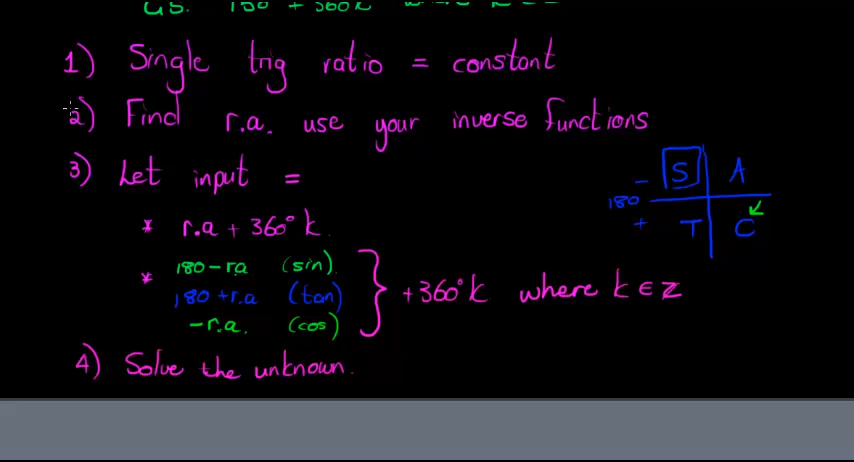 1) Single trig ratio = constant
2) Find r.a. use your inverse functions
3) Let input =
* r.a + 360° k
* 180 - ra (sin)
180 + r.a (tan)
- r.a. (cos)
+ 360° k where k ∈ Z
4) Solve the unknown.
- S A
180
+ T C